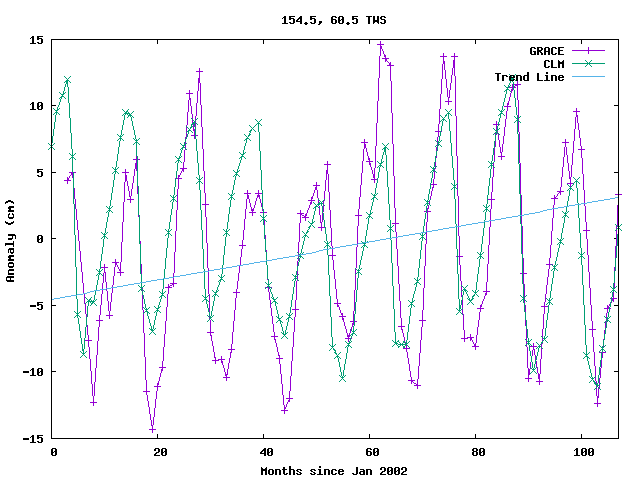 154.5, 60.5 TWS
GRACE
CLM
Trend Line
15
10
5
0
-5
-10
-15
Anomaly (cm)
0 20 40 60 80 100
Months since Jan 2002